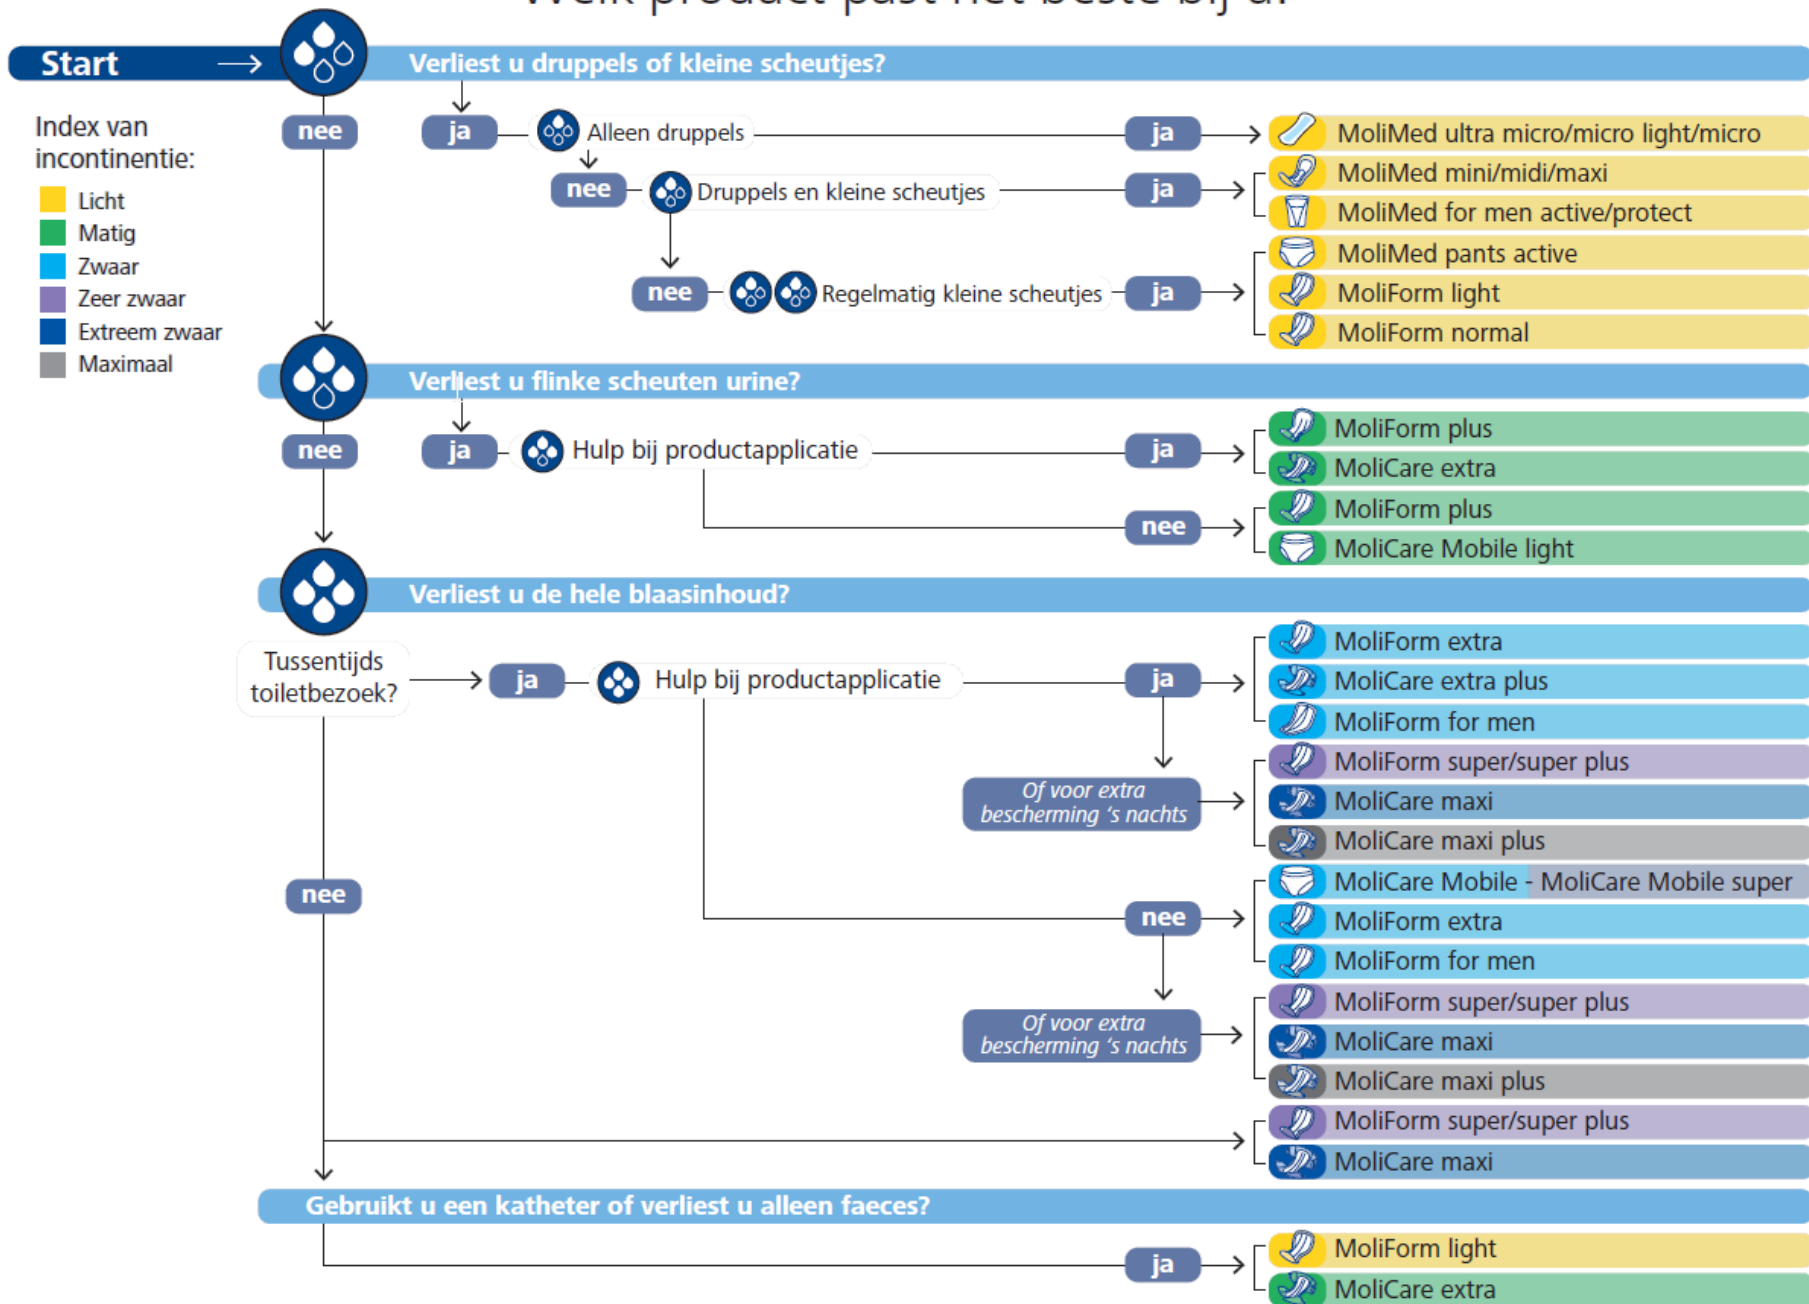 Welk product past het beste bij u?
Start
Verliest u druppels of kleine scheutjes?
Index van
incontentie:
Licht
Matig
Zwaar
Zeer zwaar
Extreem zwaar
Maximaal
nee
ja
Alleen druppels
ja
MoliMed ultra micro/micro light/micro
nee
Druppels en kleine scheutjes
ja
MoliMed mini/midi/maxi
MoliMed for men active/protect
nee
Regelmatig kleine scheutjes
ja
MoliMed pants active
MoliForm light
MoliForm normal
Verliest u flinke scheuten urine?
nee
ja
Hulp bij productapplicatie
ja
MoliForm plus
MoliCare extra
nee
MoliForm plus
MoliCare Mobile light
Verliest u de hele blaasinhoud?
Tussentijds
toiletbezoek?
ja
Hulp bij productapplicatie
ja
MoliForm extra
MoliCare extra plus
MoliForm for men
Of voor extra
bescherming ‘s nachts
MoliForm super/super plus
MoliCare maxi
MoliCare maxi plus
nee
nee
MoliCare Mobile - MoliCare Mobile super
MoliForm extra
MoliForm for men
Of voor extra
bescherming ‘s nachts
MoliForm super/super plus
MoliCare maxi
MoliCare maxi plus
MoliForm super/super plus
MoliCare maxi
Gebruikt u een katheter of verliest u alleen faeces?
ja
MoliForm light
MoliCare extra